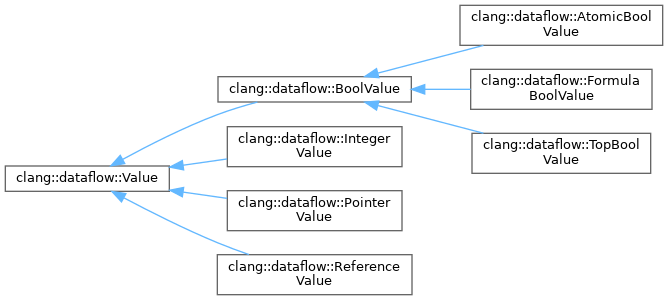 clang::dataflow::AtomicBool
Value
clang::dataflow::BoolValue
clang::dataflow::Formula
BoolValue
clang::dataflow::Integer
Value
clang::dataflow::TopBool
Value
clang::dataflow::Value
clang::dataflow::Pointer
Value
clang::dataflow::Reference
Value